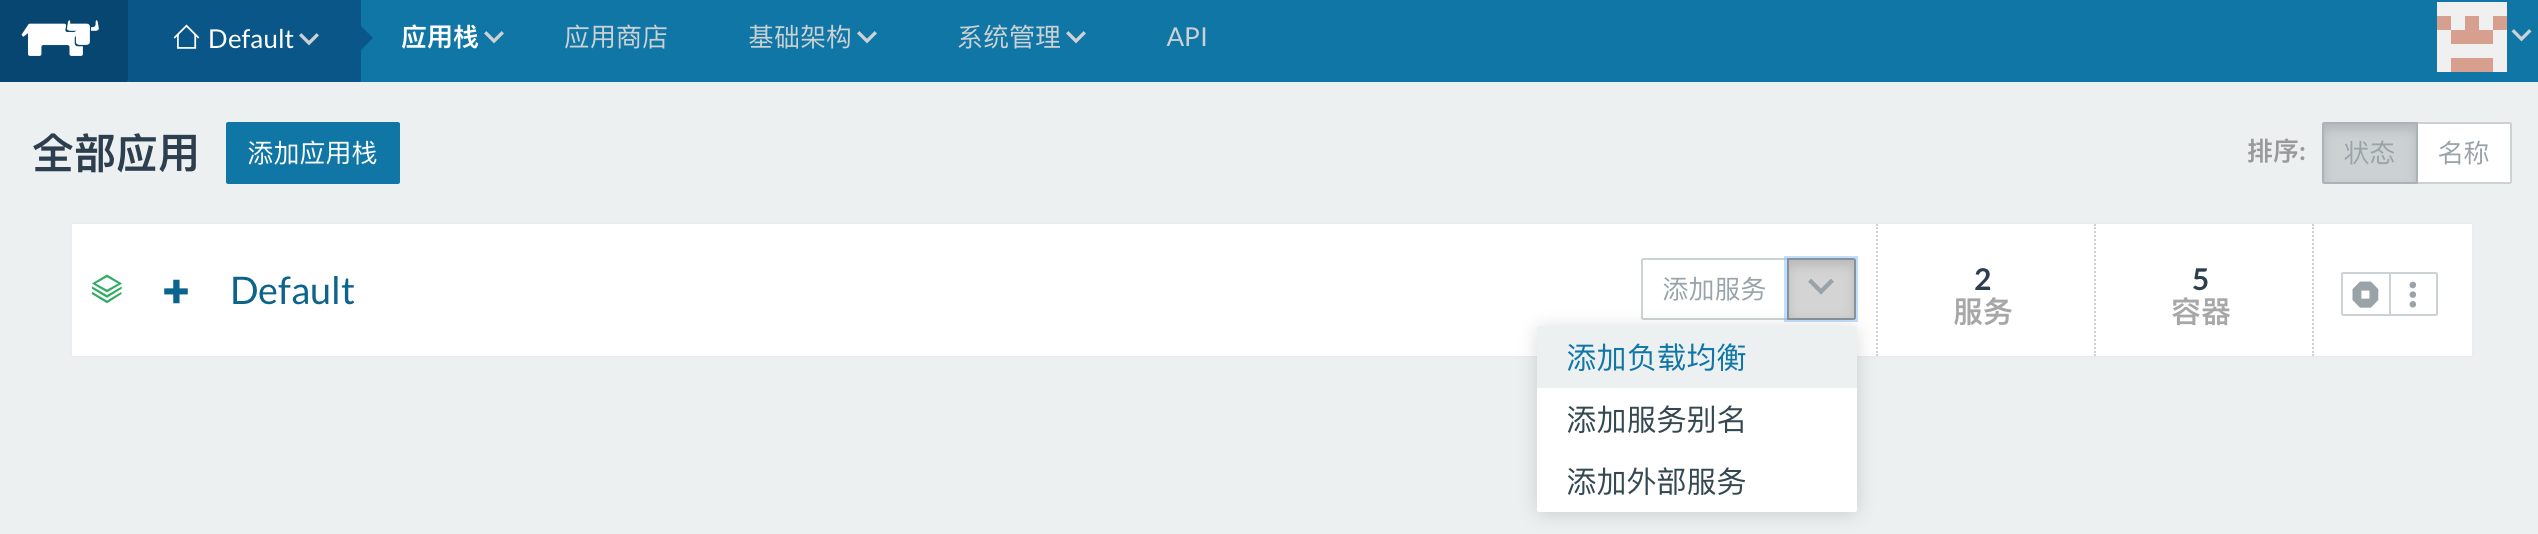 Default 应用栈 应用商店 基础架构 系统管理 API
全部应用 添加应用栈 排序: 状态 名称
Default 添加服务 2 服务 5 容器
添加负载均衡
添加服务别名
添加外部服务